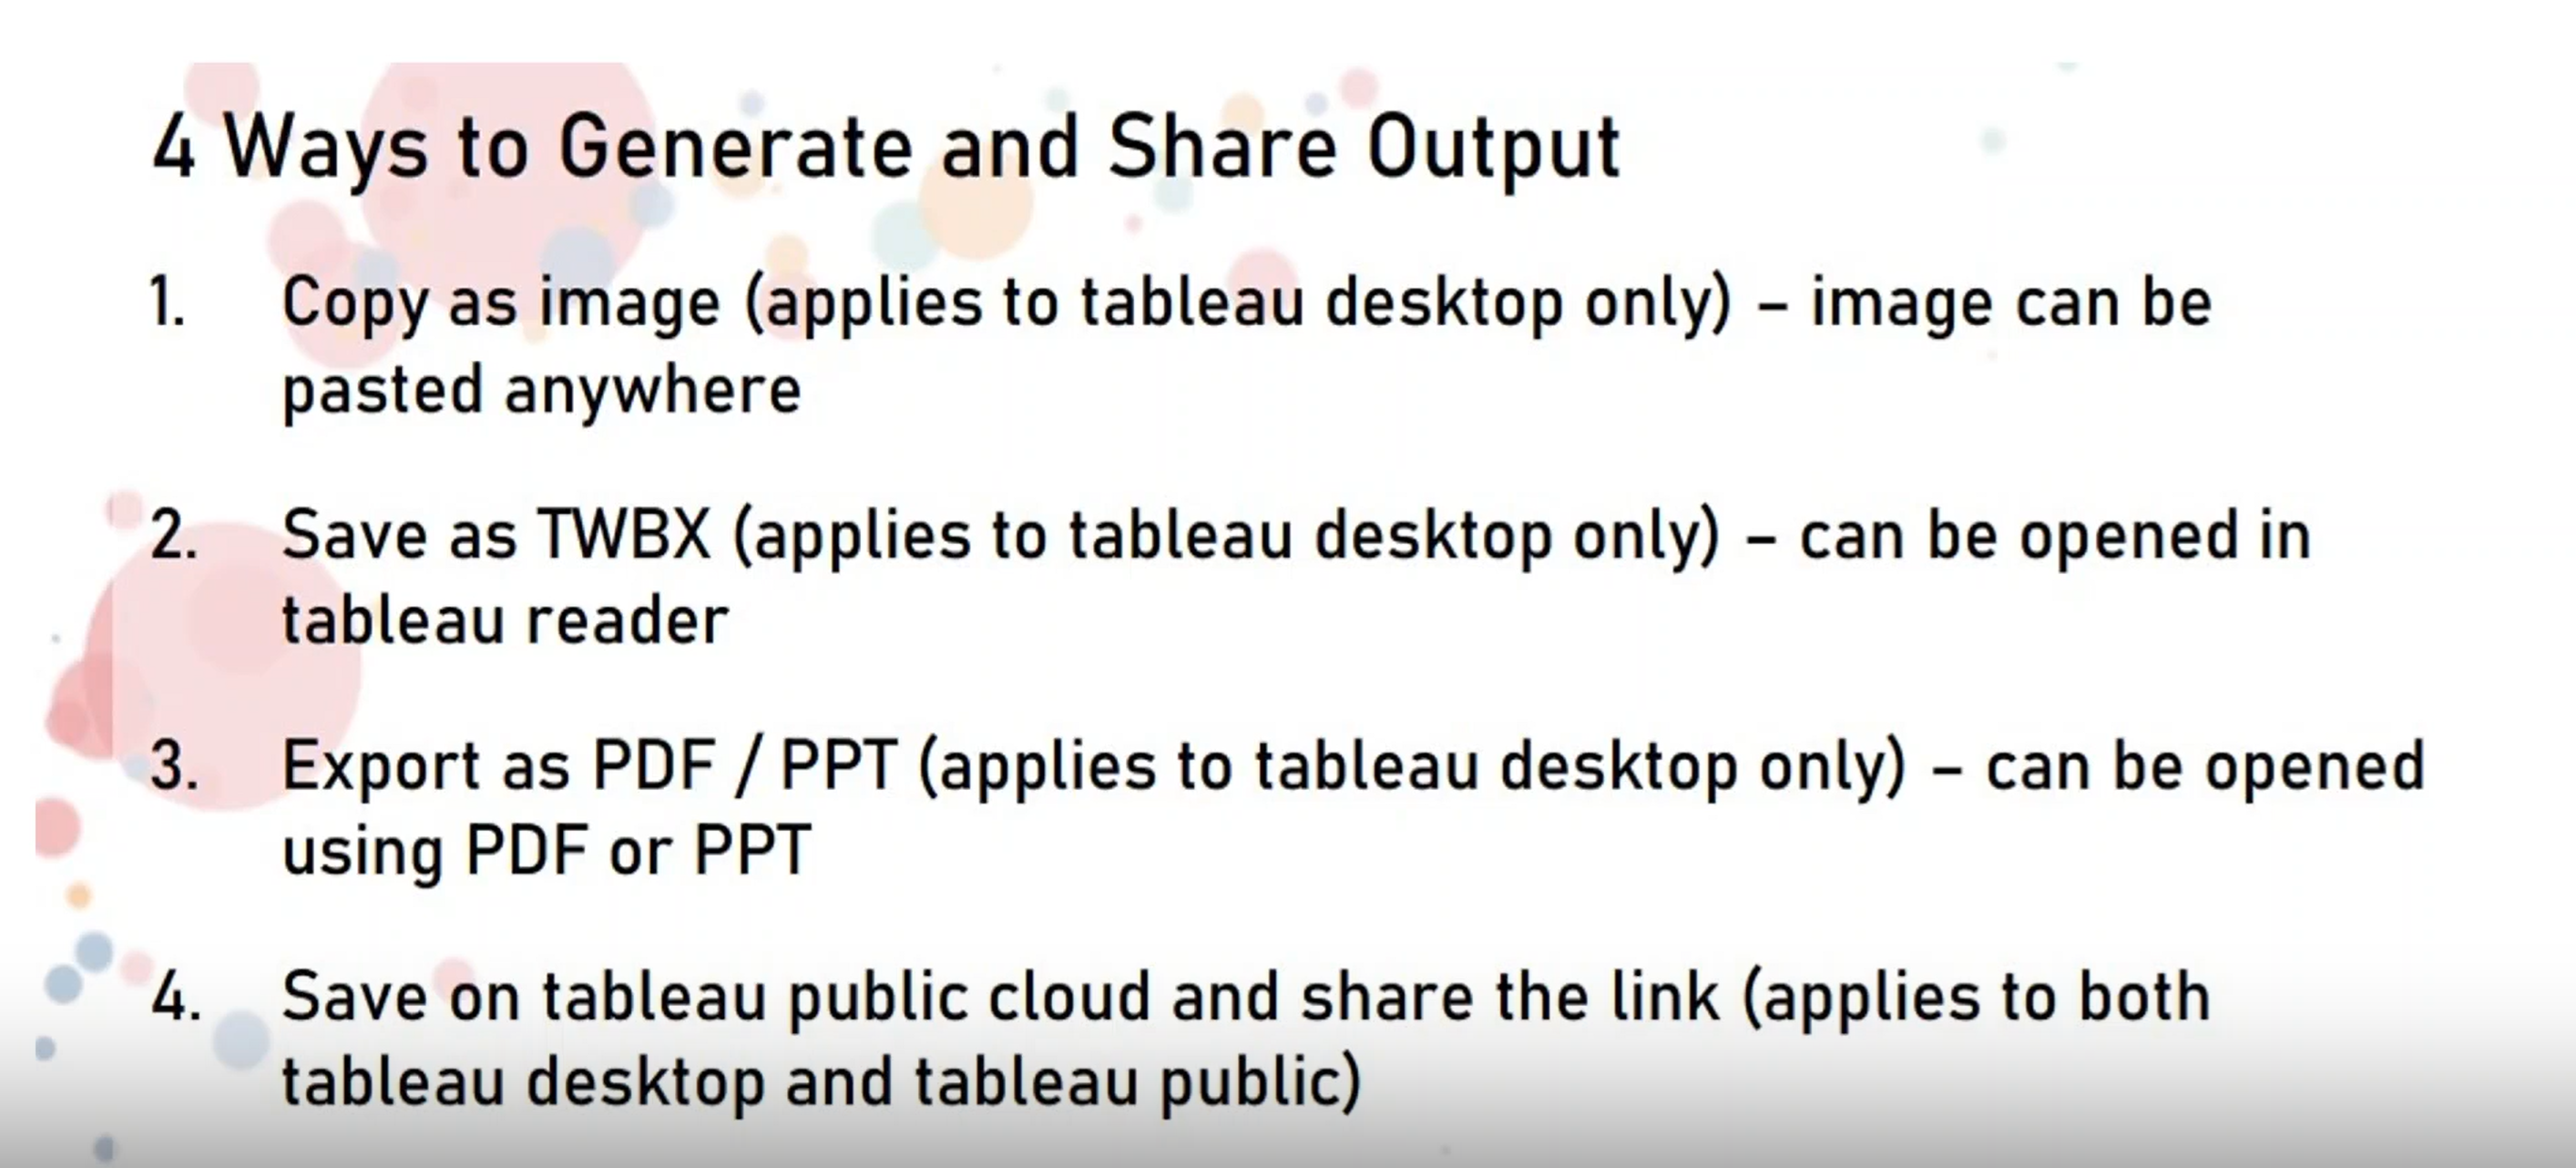 4 Ways to Generate and Share Output
1. Copy as image (applies to tableau desktop only) – image can be
pasted anywhere
2. Save as TWBX (applies to tableau desktop only) – can be opened in
tableau reader
3. Export as PDF / PPT (applies to tableau desktop only) – can be opened
using PDF or PPT
4. Save on tableau public cloud and share the link (applies to both
tableau desktop and tableau public)